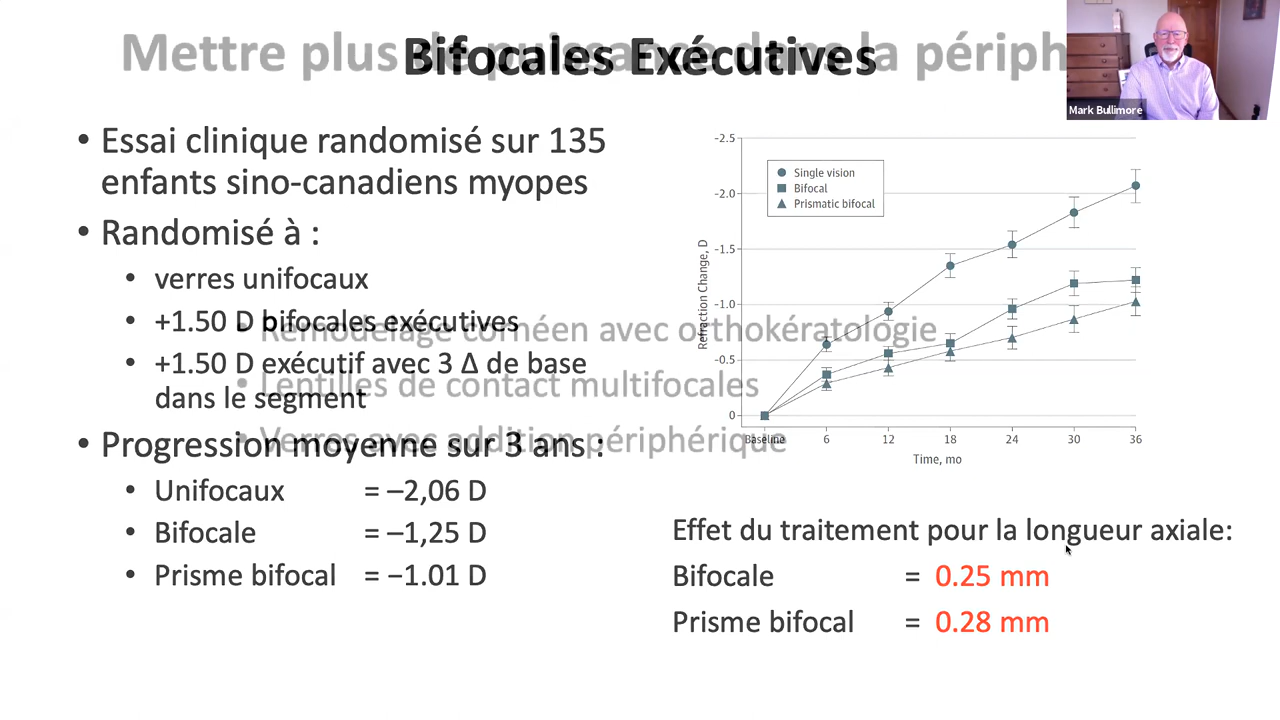 Mettre plus de puissance dans la périph
Bifocales Exécutives
Mark Bullimore
• Essai clinique randomisé sur 135
enfants sino-canadiens myopes
• Randomisé à :
• verres unifocaux
• +1.50 D bifocales exécutives
• +1.50 D exécutif avec 3 Δ de base
dans le segment
• Progression moyenne sur 3 ans :
• Unifocaux = –2,06 D
• Bifocale = –1,25 D
• Prisme bifocal = −1.01 D
• Remodelage cornéen avec orthokératologie
• Lentilles de contact multifocales
• Verres avec addition périphérique
Refraction Change, D
-2.5
-2.0
-1.5
-1.0
-0.5
0
Single vision
Bifocal
Prismatic bifocal
Baseline 6 12 18 24 30 36
Time, mo
Effet du traitement pour la longueur axiale:
Bifocale = 0.25 mm
Prisme bifocal = 0.28 mm